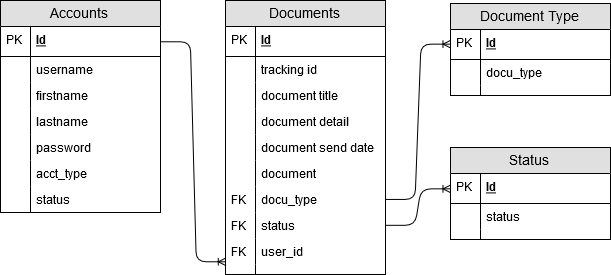 Accounts
PK Id
username
firstname
lastname
password
acct_type
status
Documents
PK Id
tracking id
document title
document detail
document send date
document
FK docu_type
FK status
FK user_id
Document Type
PK Id
docu_type
Status
PK Id
status